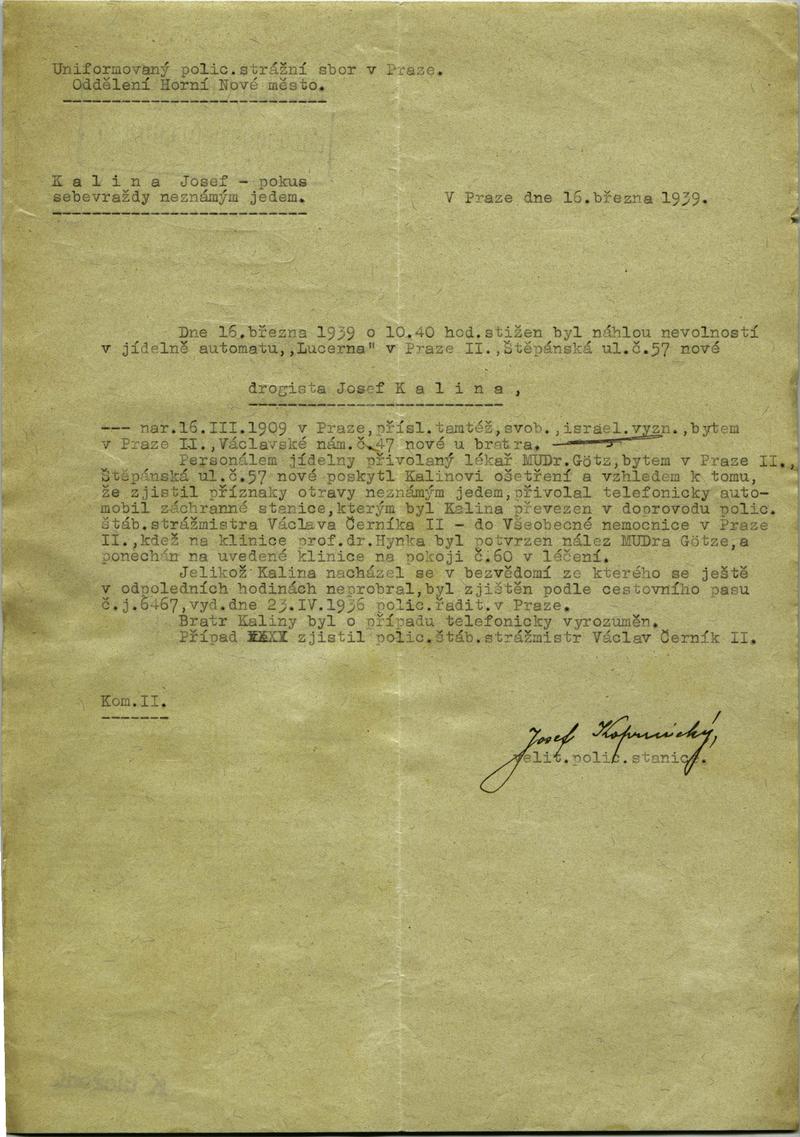 Uniformovaný polic.strážní sbor v Praze.
Oddělení Horní Nové město.
K a l i n a Josef - pokus
sebevraždy neznámým jedem.
V Praze dne 16.března 1939.
Dne 16.března 1939 o 10.40 hod.stižen byl náhlou nevolností
v jídelně automatu,,Lucerna" v Praze II.,Štěpánská ul.č.57 nové
drogista Josef K a l i n a ,
--- nar.16.III.1909 v Praze,přísl.tamtéž,svob.,israel.vyzn.,bytem
v Praze II.,Václavské nám.č.47 nové u bratra.
Personálem jídelny přivolaný lékař MUDr.Götz,bytem v Praze II.,
Štěpánská ul.č.57 nové poskytl Kalinovi ošetření a vzhledem k tomu,
že zjistil příznaky otravy neznámým jedem,přivolal telefonicky auto-
mobil záchranné stanice,kterým byl Kalina převezen v doprovodu polic.
štáb.strážmistra Václava Černíka II - do Všeobecné nemocnice v Praze
II.,kdež na klinice prof.dr.Hynka byl potvrzen nález MUDra Götze,a
ponechán na uvedené klinice na pokoji č.60 v léčení.
Jelikož Kalina nacházel se v bezvědomí ze kterého se ještě
v odpoledních hodinách neprobral,byl zjištěn podle cestovního pasu
č.j.6467,vyd.dne 23.IV.1936 polic.řadit.v Praze.
Bratr Kaliny byl o případu telefonicky vyrozuměn.
Případ zjistil polic.štáb.strážmistr Václav Černík II.
Kom.II.
Josef
velit.polic.stanice.